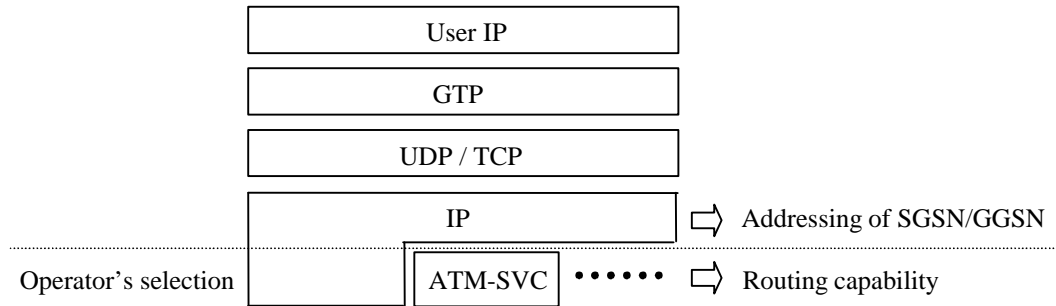 User IP
GTP
UDP / TCP
IP
Addressing of SGSN/GGSN
Operator’s selection
ATM-SVC
Routing capability